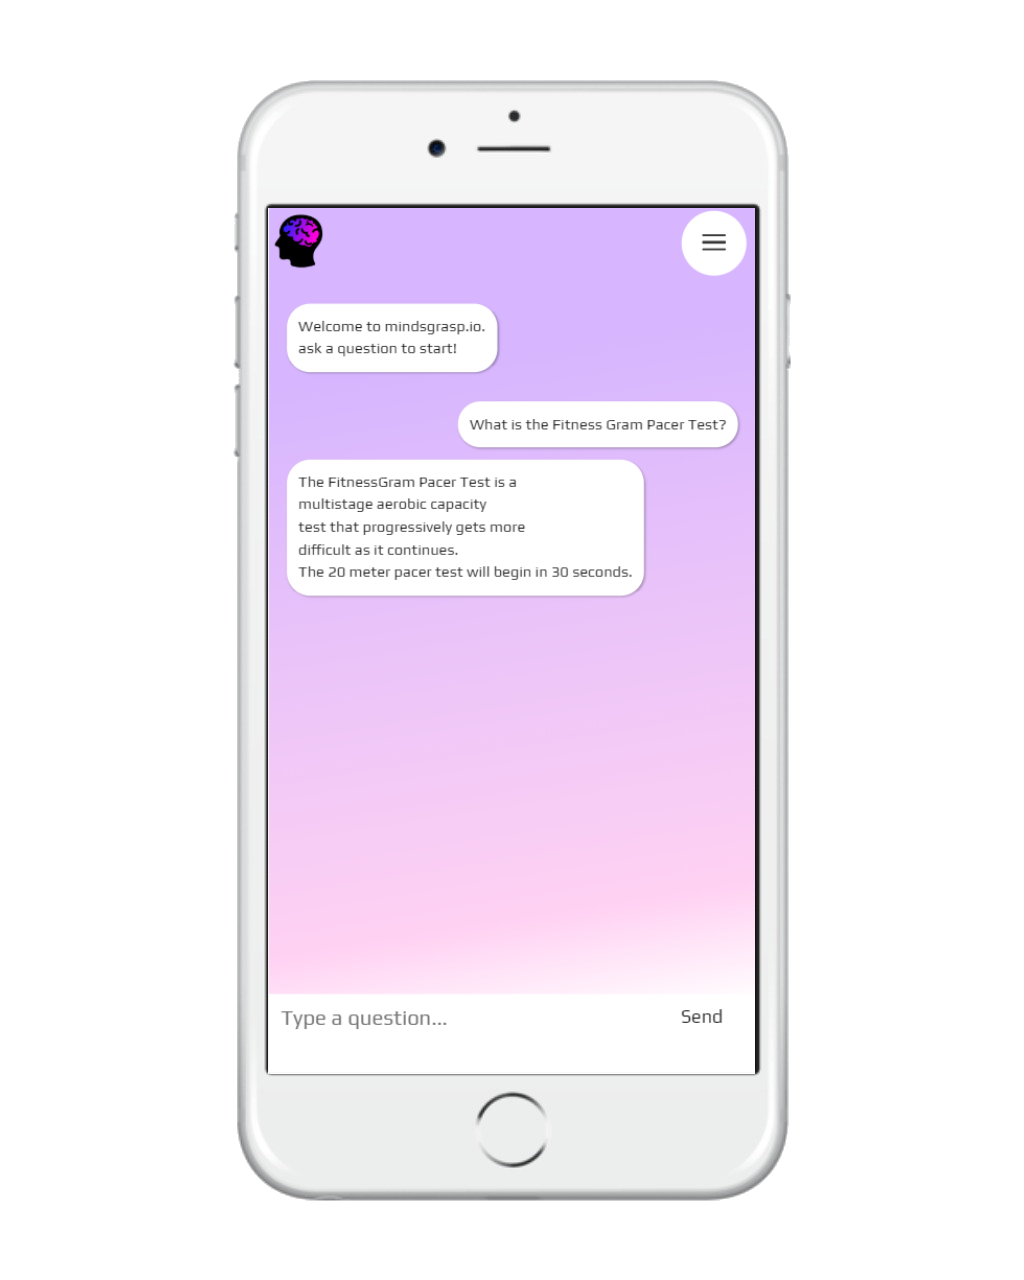 Welcome to mindsgrasp.io.
ask a question to start!
What is the Fitness Gram Pacer Test?
The FitnessGram Pacer Test is a
multistage aerobic capacity
test that progressively gets more
difficult as it continues.
The 20 meter pacer test will begin in 30 seconds.
Type a question...
Send